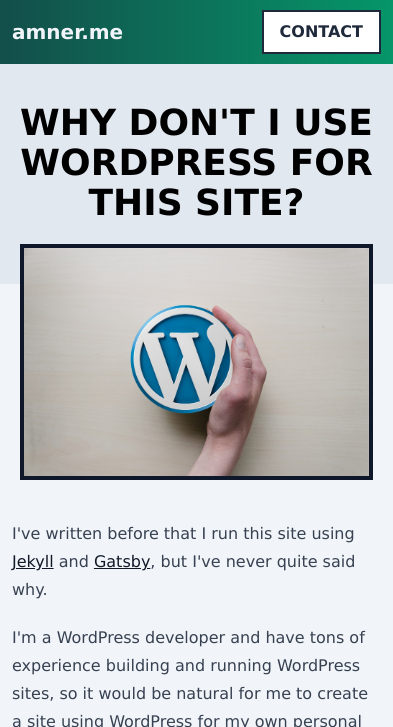 amner.me
CONTACT
WHY DON'T I USE
WORDPRESS FOR
THIS SITE?
W
I've written before that I run this site using
Jekyll and Gatsby, but I've never quite said
why.
I'm a WordPress developer and have tons of
experience building and running WordPress
sites, so it would be natural for me to create
a site using WordPress for my own personal